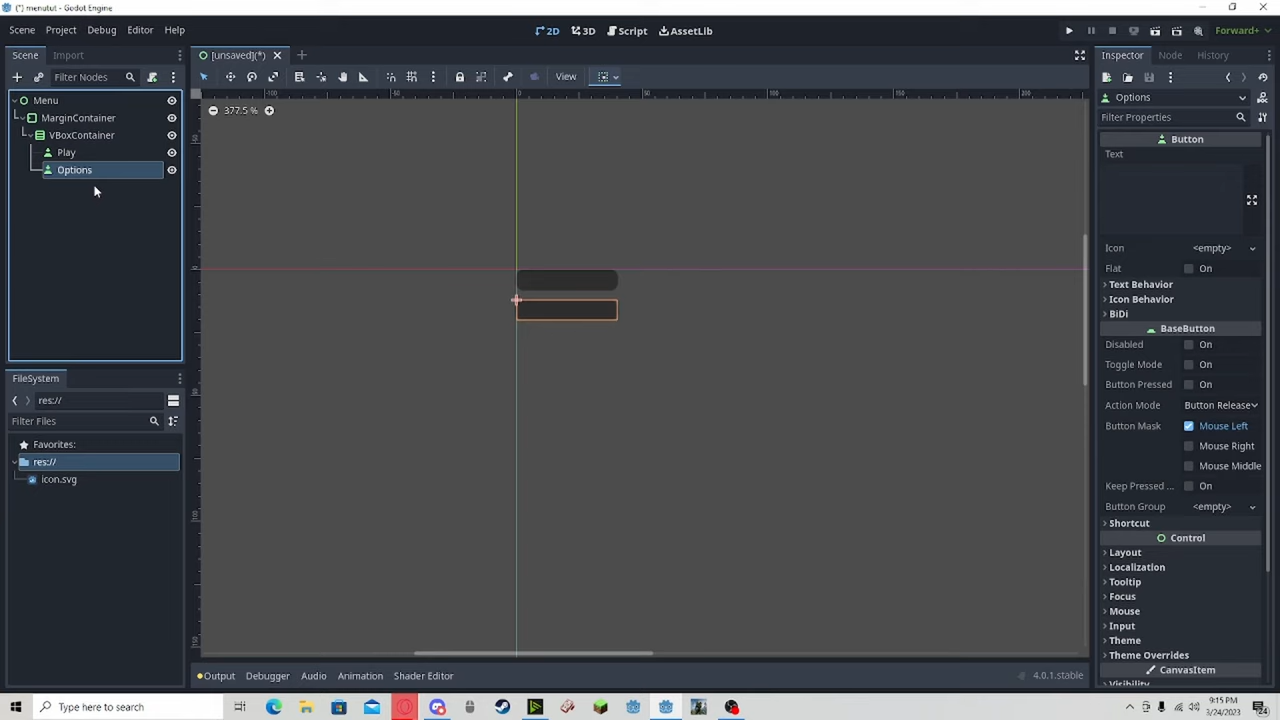 (*) menutut - Godot Engine
Scene Project Debug Editor Help
2D 3D Script AssetLib
Forward+
Scene Import
[unsaved](*)
Inspector Node History
Filter Nodes
View
Menu
MarginContainer
VBoxContainer
Play
Options
377.5 %
Options
Filter Properties
Button
Text
Icon <empty>
Flat On
Text Behavior
Icon Behavior
BiDi
BaseButton
Disabled On
Toggle Mode On
Button Pressed On
Action Mode Button Release
Button Mask Mouse Left
Mouse Right
Mouse Middle
Keep Pressed ... On
Button Group <empty>
Shortcut
Control
Layout
Localization
Tooltip
Focus
Mouse
Input
Theme
Theme Overrides
CanvasItem
Visibility
FileSystem
res://
Filter Files
Favorites:
res://
icon.svg
Output Debugger Audio Animation Shader Editor
4.0.1.stable
Type here to search
9:15 PM
3/24/2023